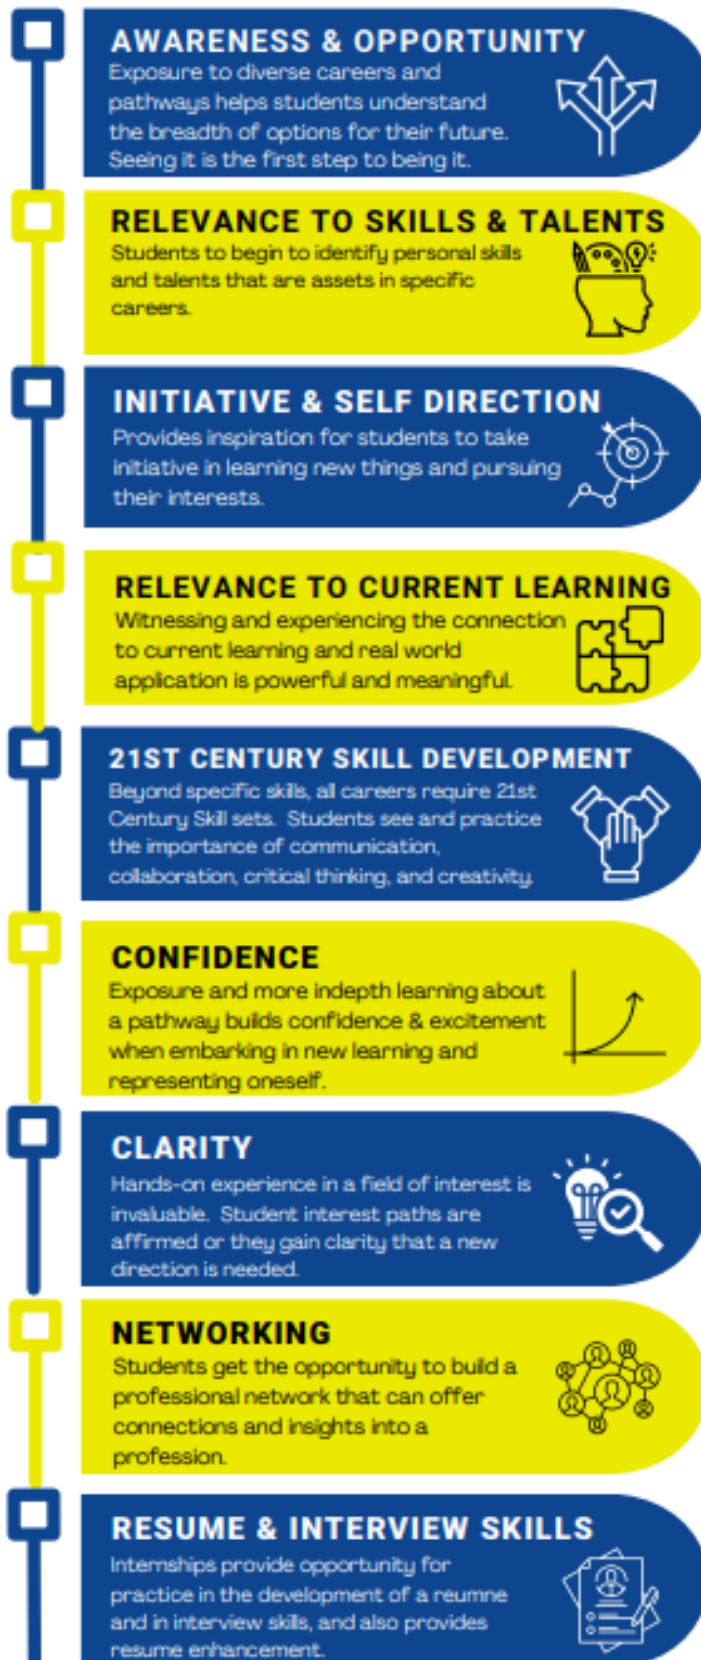 AWARENESS & OPPORTUNITY
Exposure to diverse careers and
pathways helps students understand
the breadth of options for their future.
Seeing it is the first step to being it.
RELEVANCE TO SKILLS & TALENTS
Students to begin to identify personal skills
and talents that are assets in specific
careers.
INITIATIVE & SELF DIRECTION
Provides inspiration for students to take
initiative in learning new things and pursuing
their interests.
RELEVANCE TO CURRENT LEARNING
Witnessing and experiencing the connection
to current learning and real world
application is powerful and meaningful.
21ST CENTURY SKILL DEVELOPMENT
Beyond specific skills, all careers require 21st
Century Skill sets. Students see and practice
the importance of communication,
collaboration, critical thinking, and creativity.
CONFIDENCE
Exposure and more indepth learning about
a pathway builds confidence & excitement
when embarking in new learning and
representing oneself.
CLARITY
Hands-on experience in a field of interest is
invaluable. Student interest paths are
affirmed or they gain clarity that a new
direction is needed.
NETWORKING
Students get the opportunity to build a
professional network that can offer
connections and insights into a
profession.
RESUME & INTERVIEW SKILLS
Internships provide opportunity for
practice in the development of a reumne
and in interview skills, and also provides
resume enhancement.